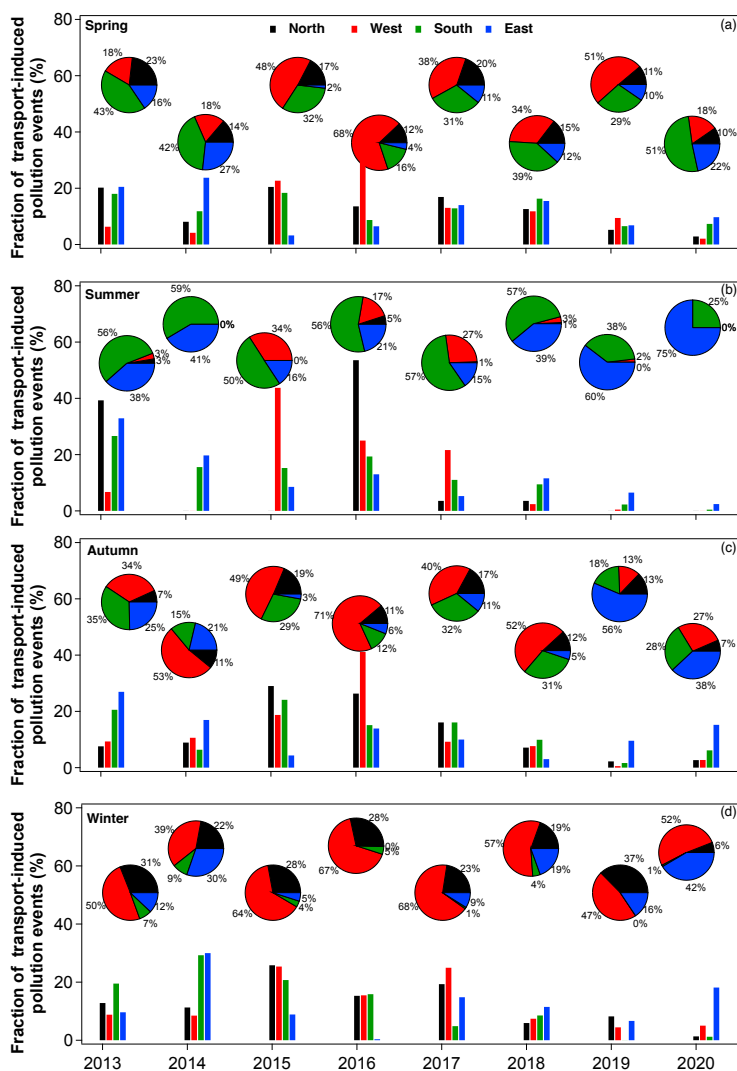 Spring
North West South East
(a)
Fraction of transport-induced
pollution events (%)
80
60
40
20
0
18% 23% 43% 16%
18% 14% 42% 27%
48% 17% 2% 32%
68% 12% 4% 16%
38% 20% 11% 31%
34% 15% 12% 39%
51% 11% 10% 29%
18% 10% 22% 51%
Summer
(b)
Fraction of transport-induced
pollution events (%)
80
60
40
20
0
56% 3% 3% 38%
59% 0% 41%
34% 0% 16% 50%
17% 5% 21% 56%
27% 1% 15% 57%
57% 3% 1% 39%
38% 2% 0% 60%
25% 0% 75%
Autumn
(c)
Fraction of transport-induced
pollution events (%)
80
60
40
20
0
34% 7% 25% 35%
15% 21% 11% 53%
49% 19% 3% 29%
71% 11% 6% 12%
40% 17% 11% 32%
52% 12% 5% 31%
18% 13% 13% 56%
27% 7% 38% 28%
Winter
(d)
Fraction of transport-induced
pollution events (%)
80
60
40
20
0
31% 12% 7% 50%
39% 22% 30% 9%
28% 5% 4% 64%
28% 0% 67%
23% 9% 1% 68%
57% 19% 19% 4%
37% 16% 0% 47%
52% 6% 42% 1%
2013 2014 2015 2016 2017 2018 2019 2020